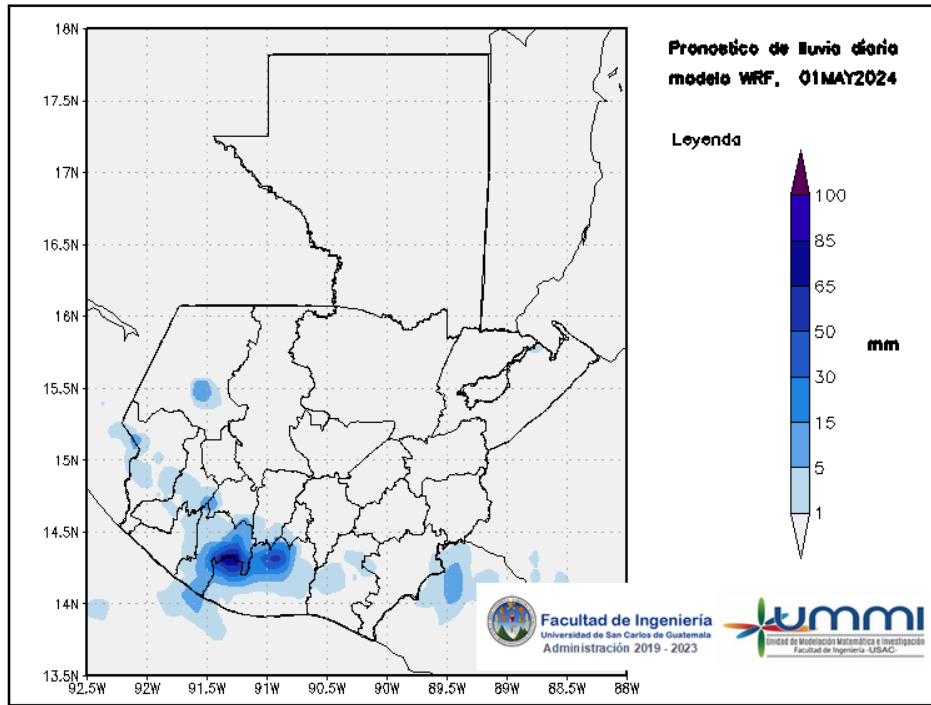 Pronostico de lluvia diaria
modelo WRF, 01MAY2024
Leyenda
100
85
65
50
30
15
5
1
mm
18N
17.5N
17N
16.5N
16N
15.5N
15N
14.5N
14N
13.5N
92.5W
92W
91.5W
91W
90.5W
90W
89.5W
89W
88.5W
88W
Facultad de Ingeniería
Universidad de San Carlos de Guatemala
Administración 2019 - 2023
ummi
Unidad de Modelación Matemática e Investigación
Facultad de Ingeniería -USAC-